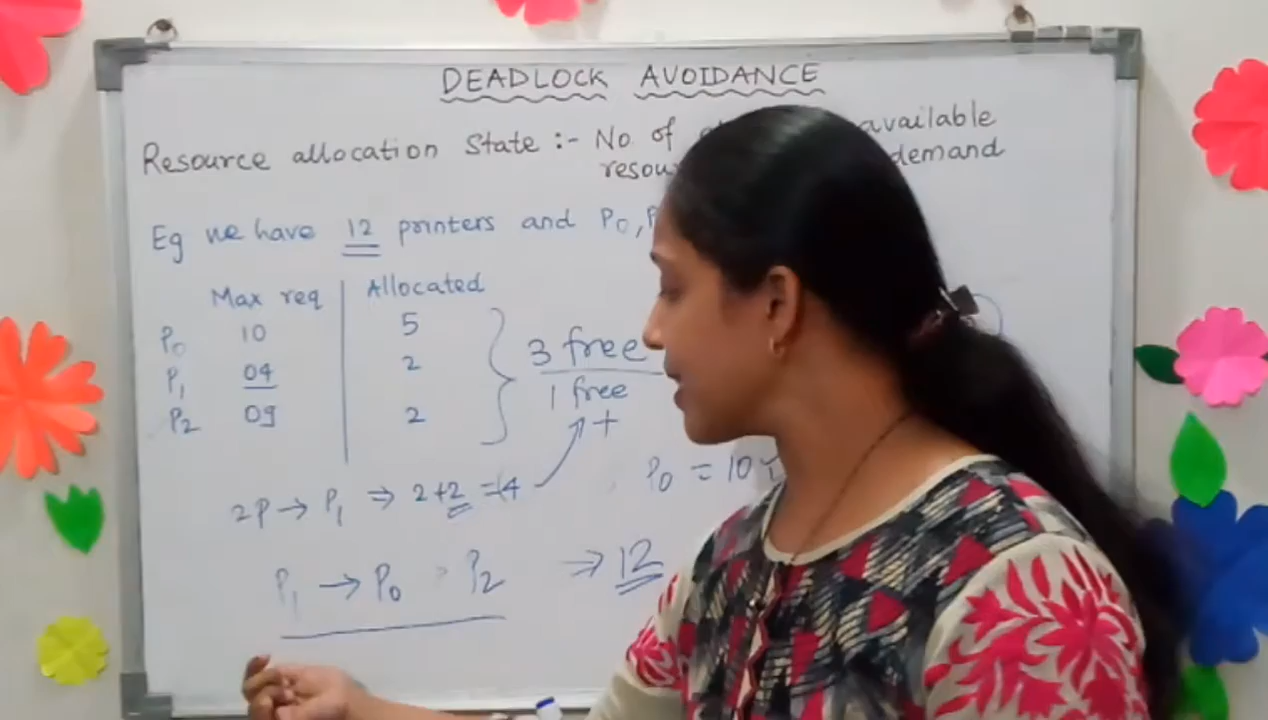 DEADLOCK AVOIDANCE
Resource allocation State :- No. of available
demand
Eg we have 12 printers and P0,
Max req Allocated
P0 10 5
P1 04 2
P2 09 2
3 free
1 free
+
P0 = 10
2P → P1 ⇒ 2+2 = 4
P1 → P0 P2 ⇒ 12